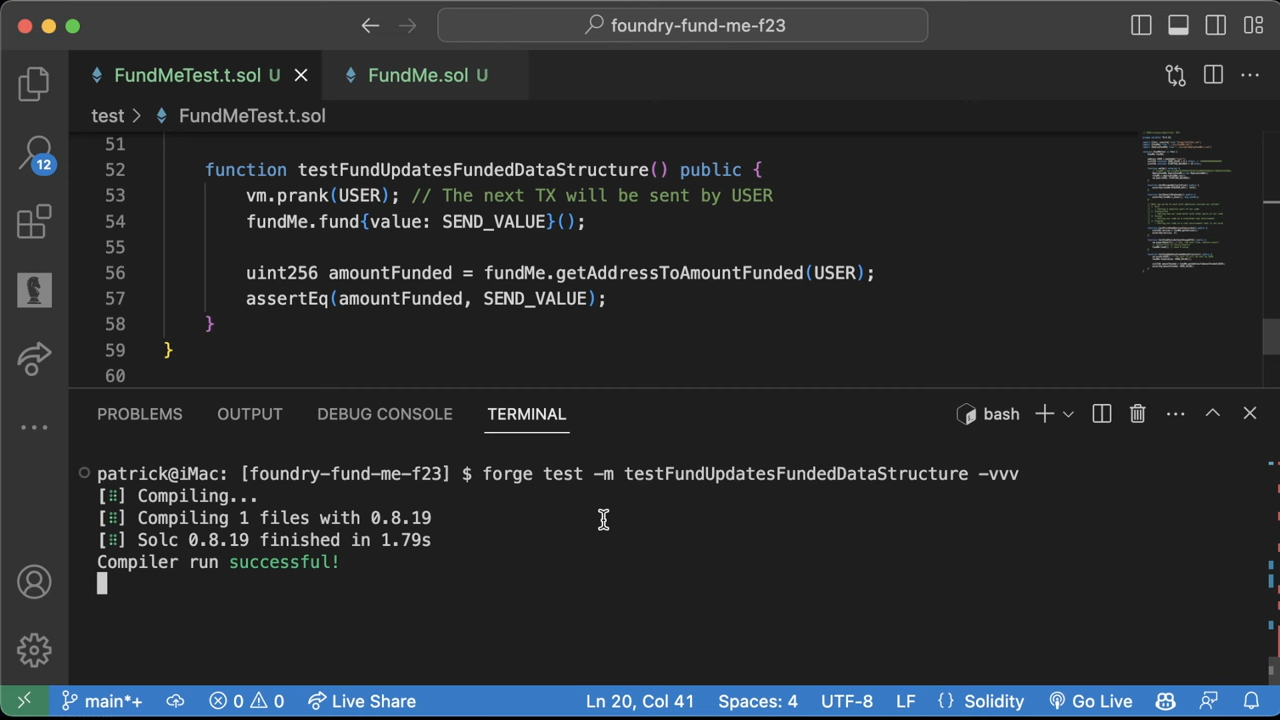 foundry-fund-me-f23
FundMeTest.t.sol U
FundMe.sol U
test > FundMeTest.t.sol
51
52 function testFundUpdatesFundedDataStructure() public {
53 vm.prank(USER); // The next TX will be sent by USER
54 fundMe.fund{value: SEND_VALUE}();
55
56 uint256 amountFunded = fundMe.getAddressToAmountFunded(USER);
57 assertEq(amountFunded, SEND_VALUE);
58 }
59 }
60
12
PROBLEMS OUTPUT DEBUG CONSOLE TERMINAL bash
patrick@iMac: [foundry-fund-me-f23] $ forge test -m testFundUpdatesFundedDataStructure -vvv
[⠿] Compiling...
[⠿] Compiling 1 files with 0.8.19
[⠿] Solc 0.8.19 finished in 1.79s
Compiler run successful!
main*+ 0 0 Live Share Ln 20, Col 41 Spaces: 4 UTF-8 LF {} Solidity Go Live